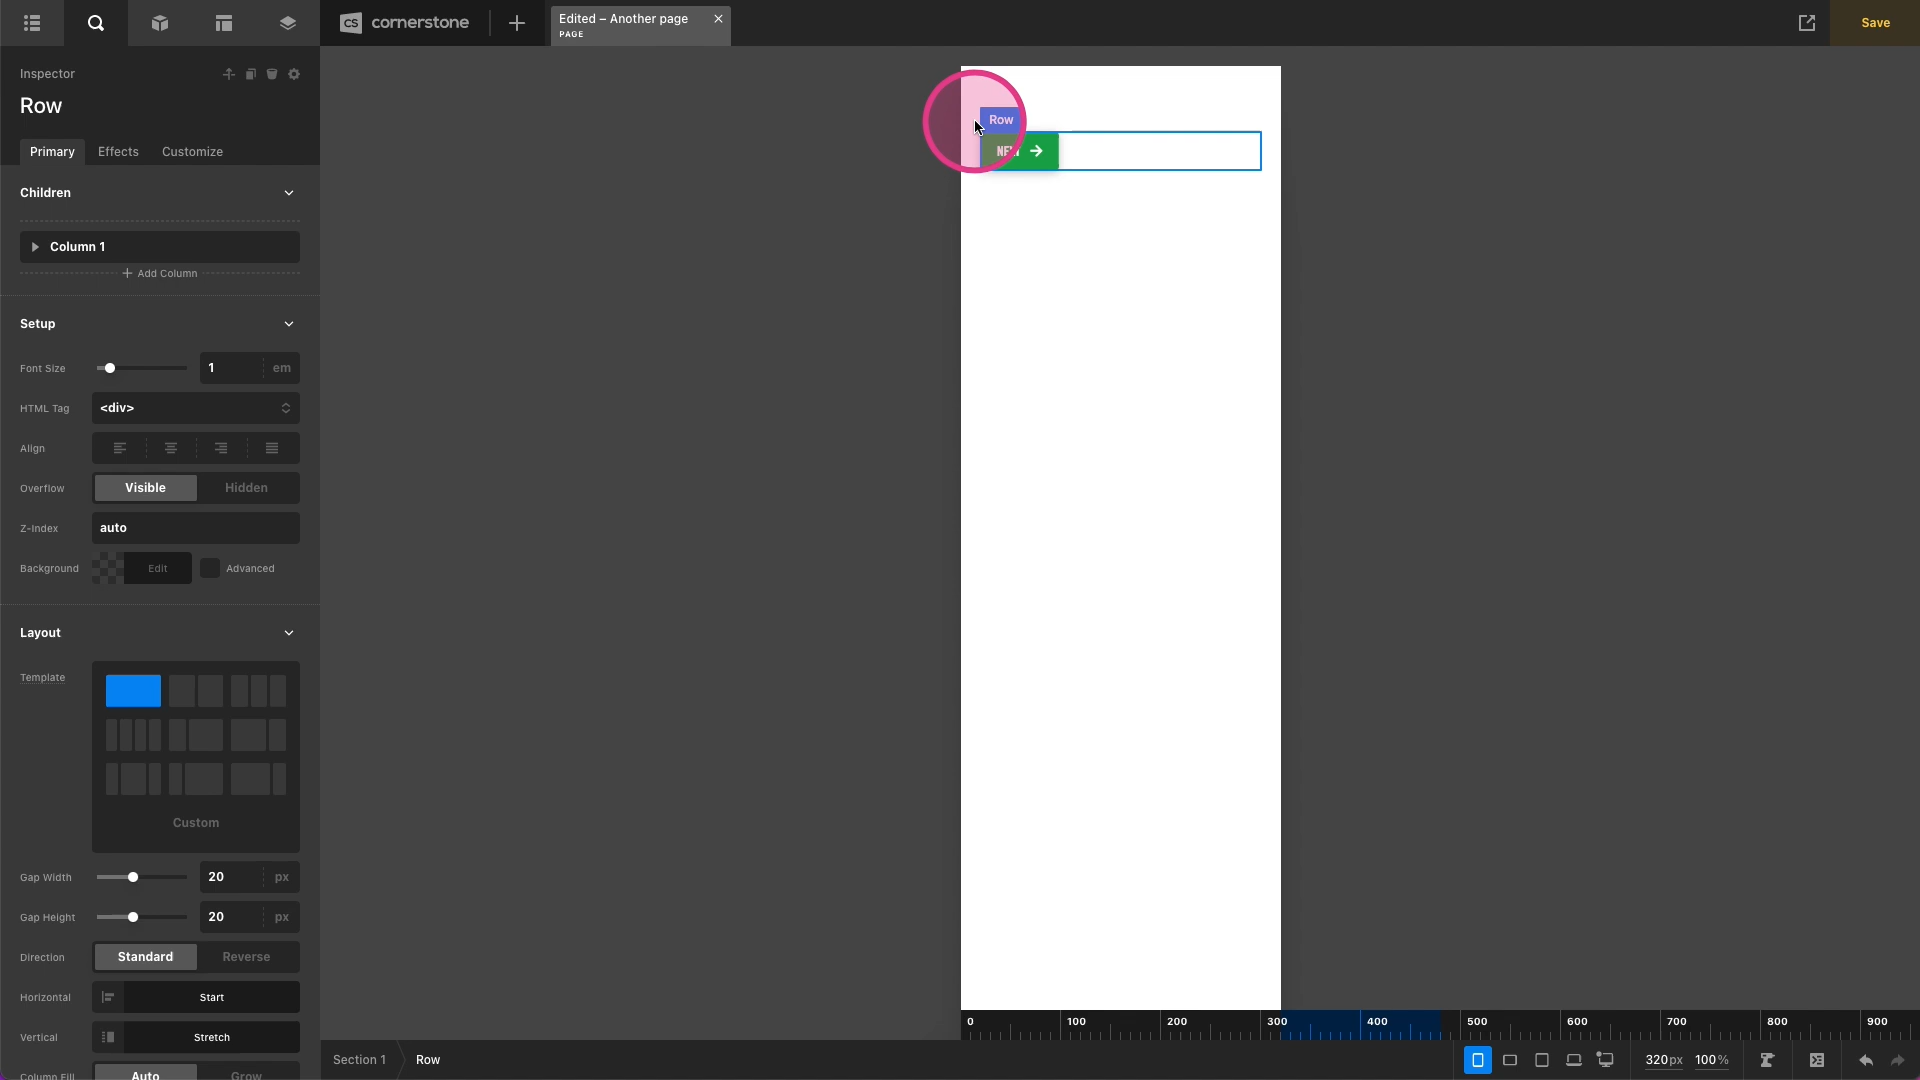 cornerstone
Edited – Another page
PAGE
Save
Inspector
Row
Primary
Effects
Customize
Children
Column 1
Add Column
Setup
Font Size
1
em
HTML Tag
<div>
Align
Overflow
Visible
Hidden
Z-Index
auto
Background
Edit
Advanced
Layout
Template
Custom
Gap Width
20
px
Gap Height
20
px
Direction
Standard
Reverse
Horizontal
Start
Vertical
Stretch
Column Fill
Auto
Grow
Row
0 100 200 300 400 500 600 700 800 900
Section 1
Row
320px
100%